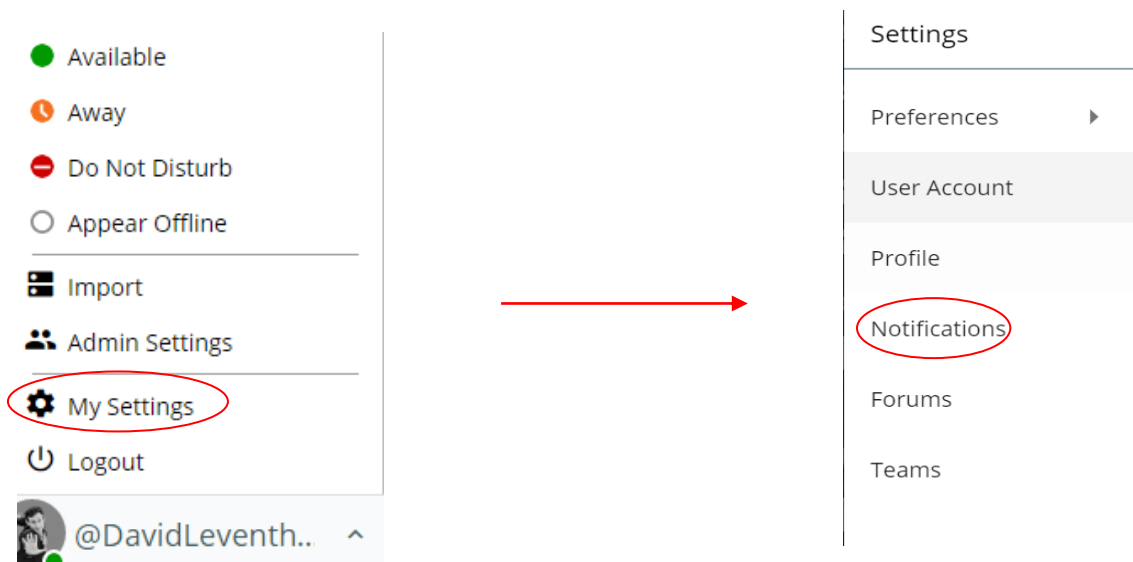 Available
Away
Do Not Disturb
Appear Offline
Import
Admin Settings
My Settings
Logout
@DavidLeventh..
Settings
Preferences
User Account
Profile
Notifications
Forums
Teams